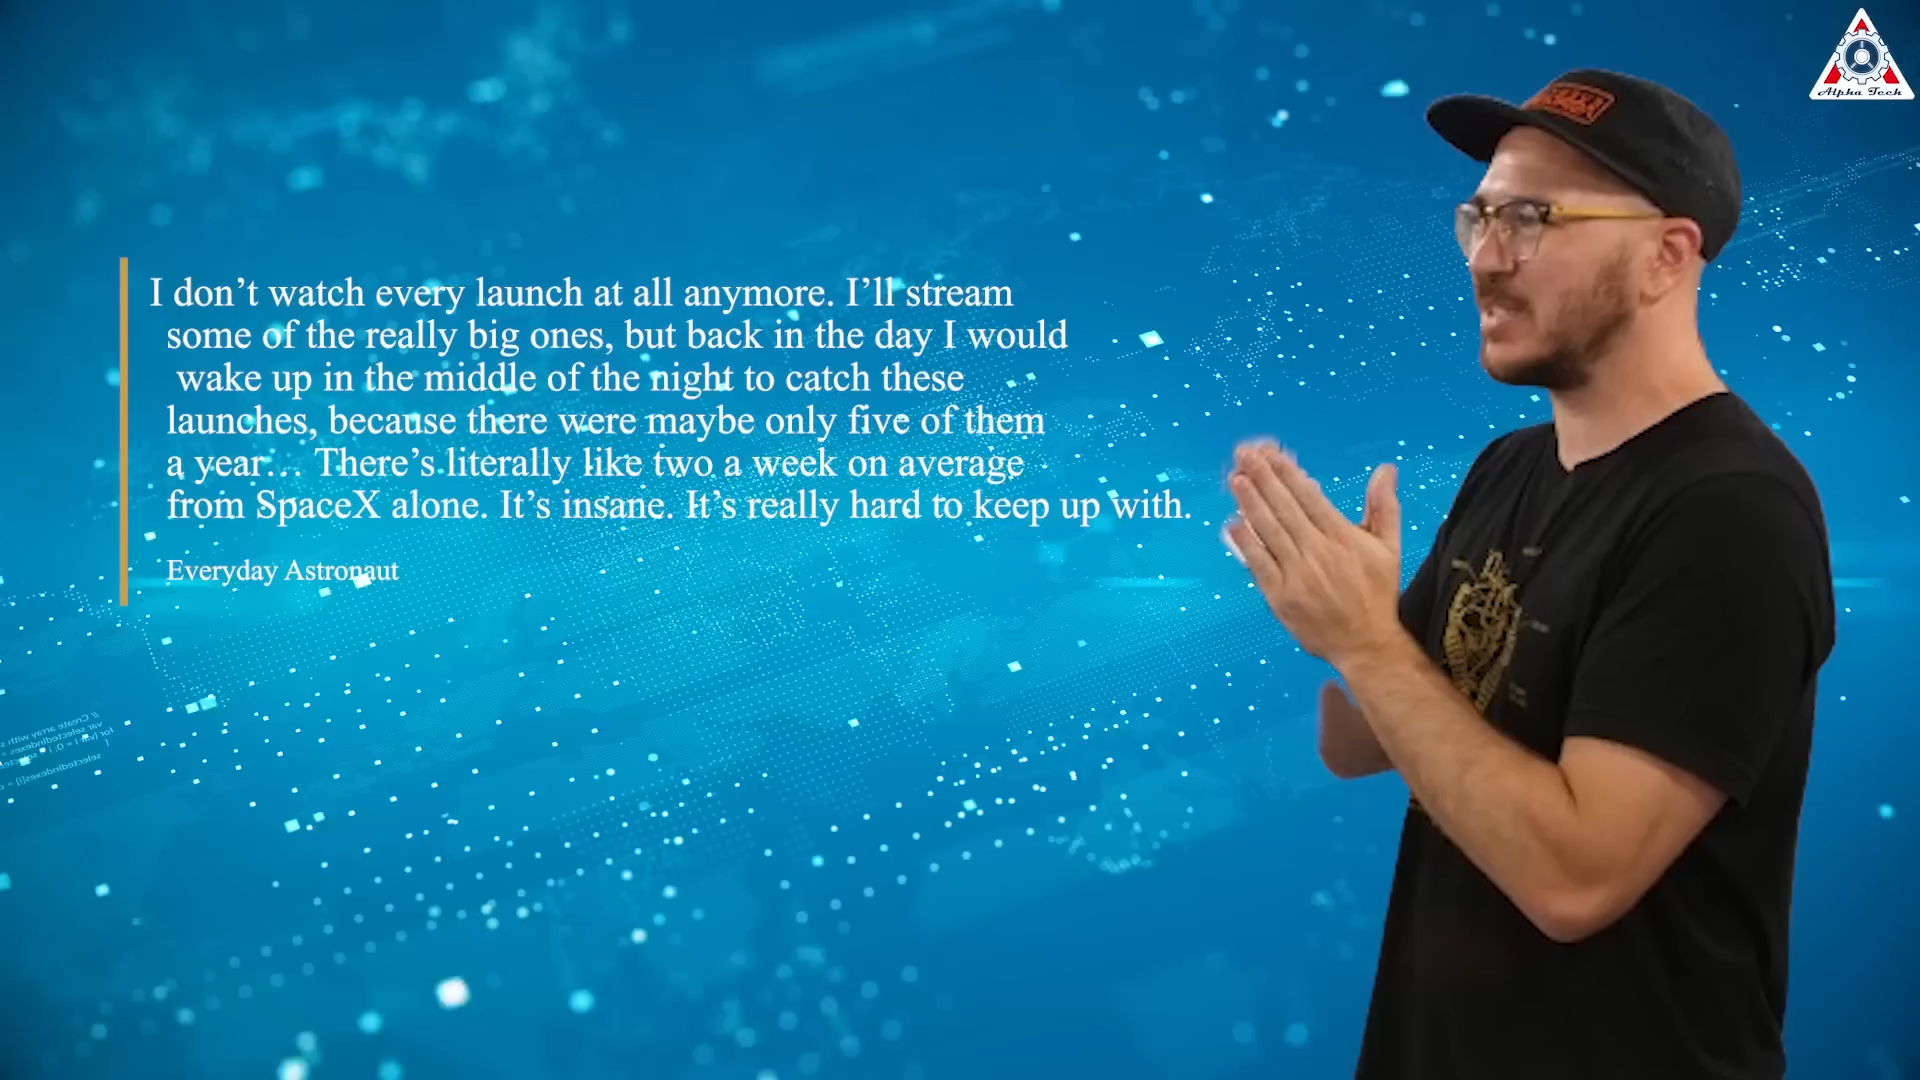 Alpha Tech
I don’t watch every launch at all anymore. I’ll stream
some of the really big ones, but back in the day I would
wake up in the middle of the night to catch these
launches, because there were maybe only five of them
a year… There’s literally like two a week on average
from SpaceX alone. It’s insane. It’s really hard to keep up with.
Everyday Astronaut